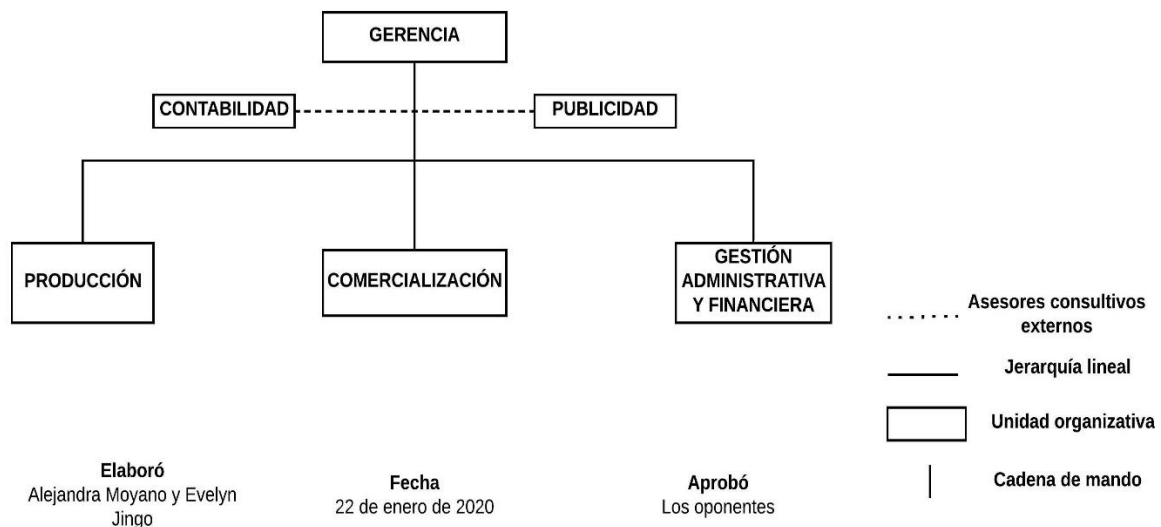 GERENCIA
CONTABILIDAD
PUBLICIDAD
PRODUCCIÓN
COMERCIALIZACIÓN
GESTIÓN
ADMINISTRATIVA
Y FINANCIERA
Asesores consultivos
externos
Jerarquía lineal
Unidad organizativa
Cadena de mando
Elaboró
Alejandra Moyano y Evelyn
Jingo
Fecha
22 de enero de 2020
Aprobó
Los oponentes